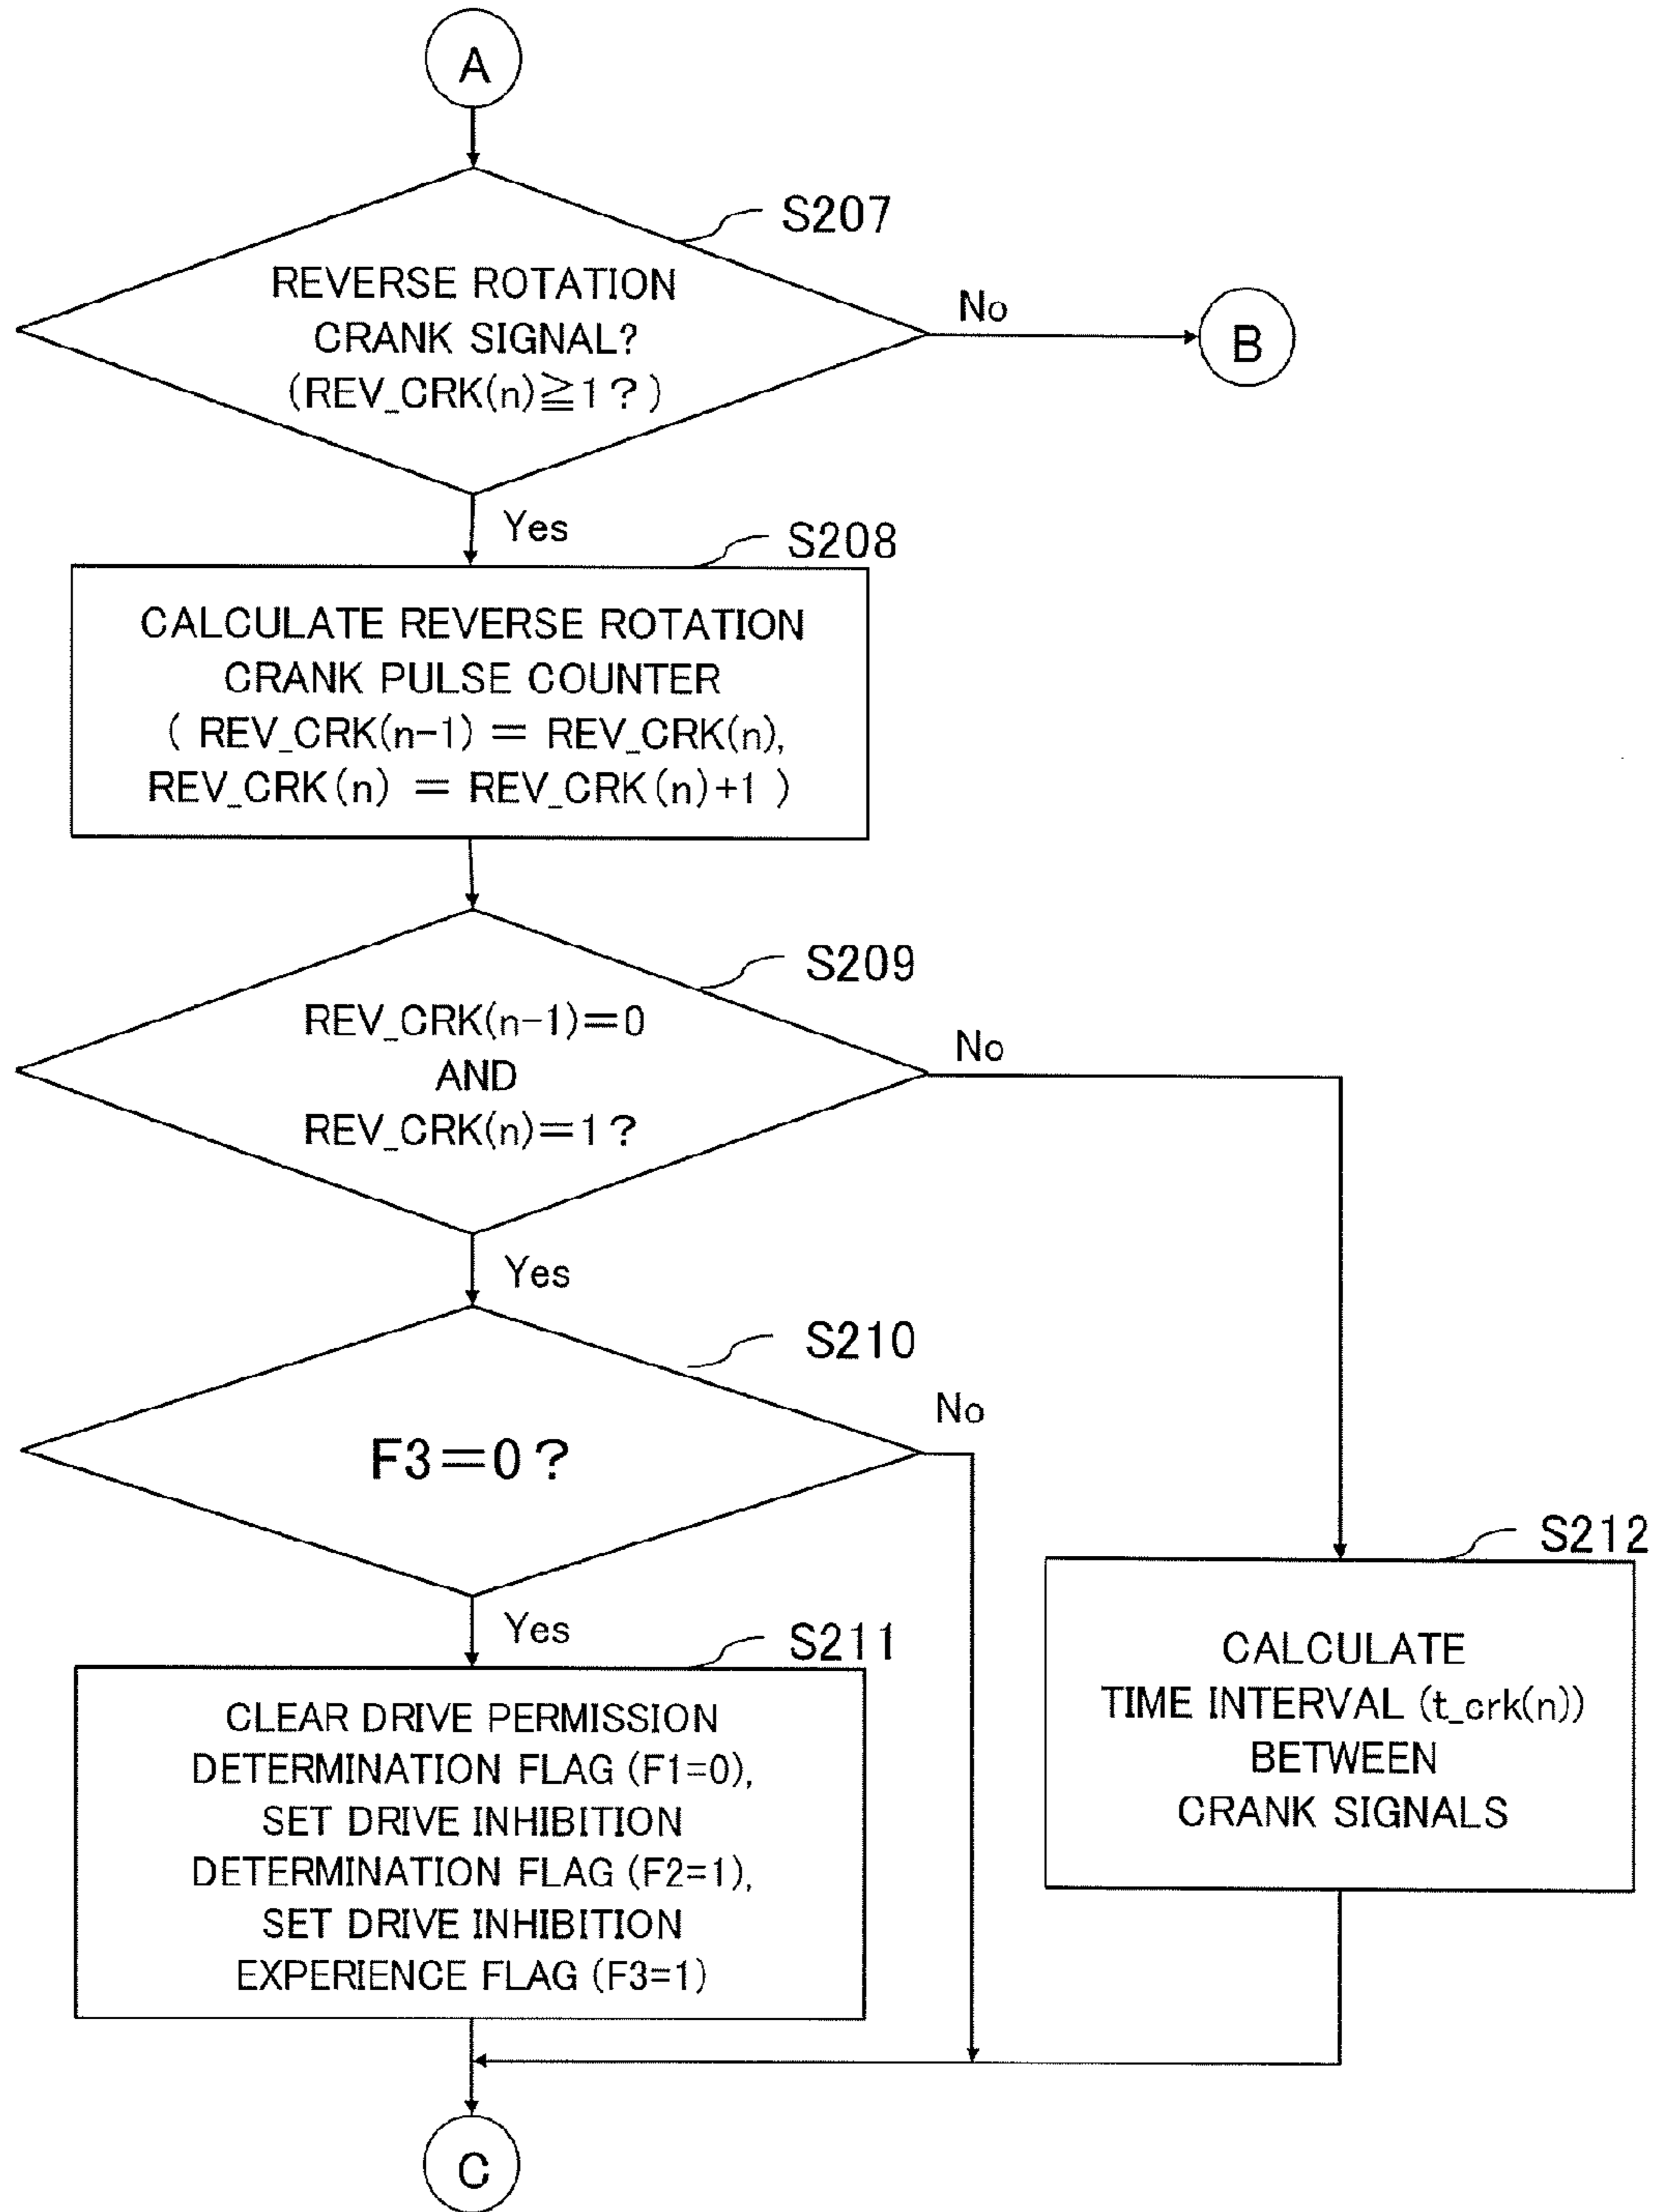 A
S207
REVERSE ROTATION
CRANK SIGNAL?
(REV_CRK(n)≧1?)
No
B
Yes
S208
CALCULATE REVERSE ROTATION
CRANK PULSE COUNTER
( REV_CRK(n-1) = REV_CRK(n),
REV_CRK(n) = REV_CRK(n)+1 )
S209
REV_CRK(n-1)=0
AND
REV_CRK(n)=1?
No
Yes
S210
F3=0?
No
Yes
S211
CLEAR DRIVE PERMISSION
DETERMINATION FLAG (F1=0),
SET DRIVE INHIBITION
DETERMINATION FLAG (F2=1),
SET DRIVE INHIBITION
EXPERIENCE FLAG (F3=1)
S212
CALCULATE
TIME INTERVAL (t_crk(n))
BETWEEN
CRANK SIGNALS
C